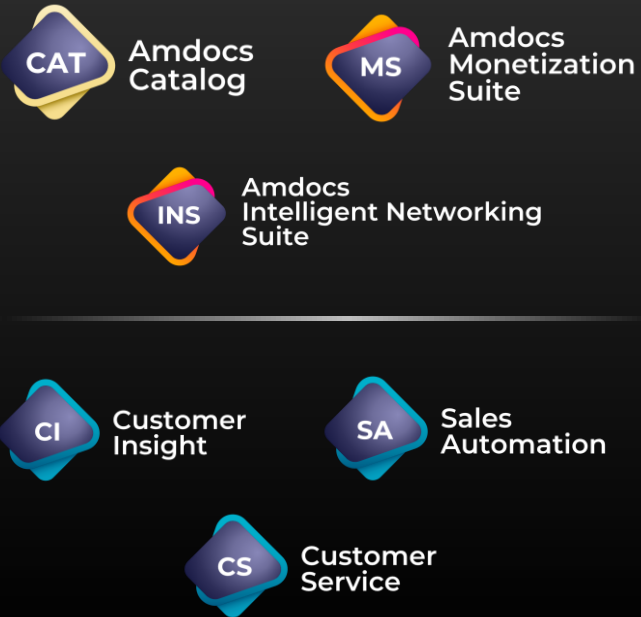 CAT
Amdocs
Catalog
MS
Amdocs
Monetization
Suite
INS
Amdocs
Intelligent Networking
Suite
CI
Customer
Insight
SA
Sales
Automation
CS
Customer
Service